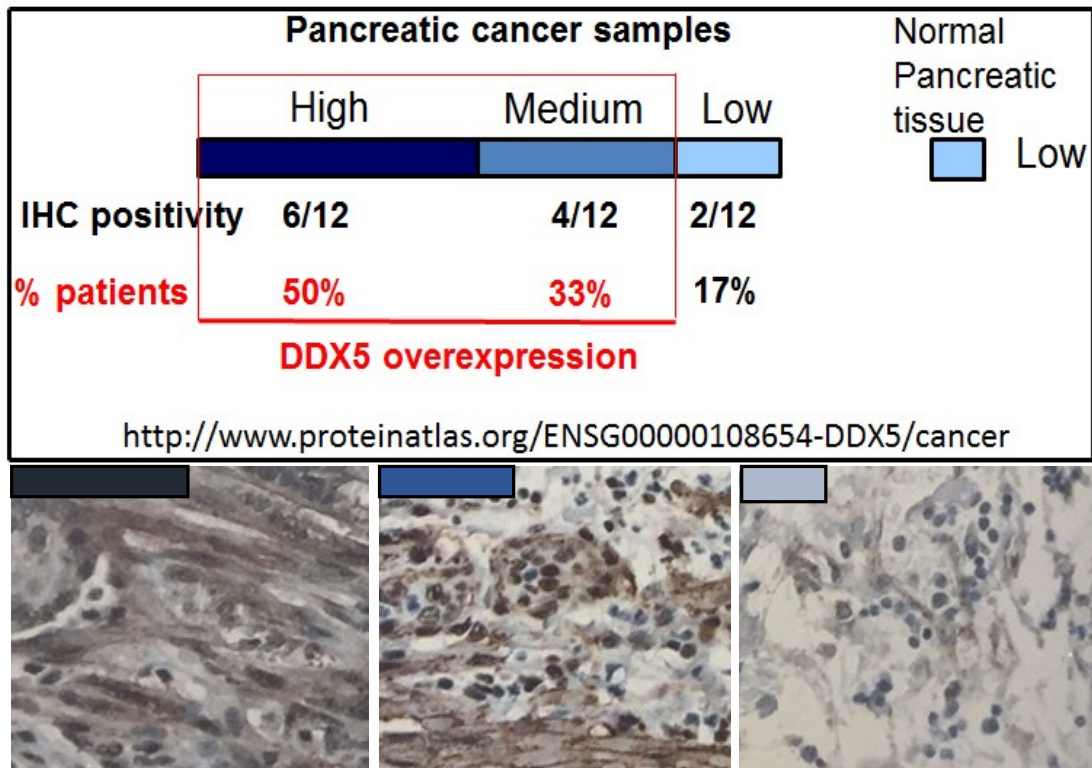 Pancreatic cancer samples
Normal
Pancreatic
tissue
High Medium Low
Low
IHC positivity 6/12 4/12 2/12
% patients 50% 33% 17%
DDX5 overexpression
http://www.proteinatlas.org/ENSG00000108654-DDX5/cancer